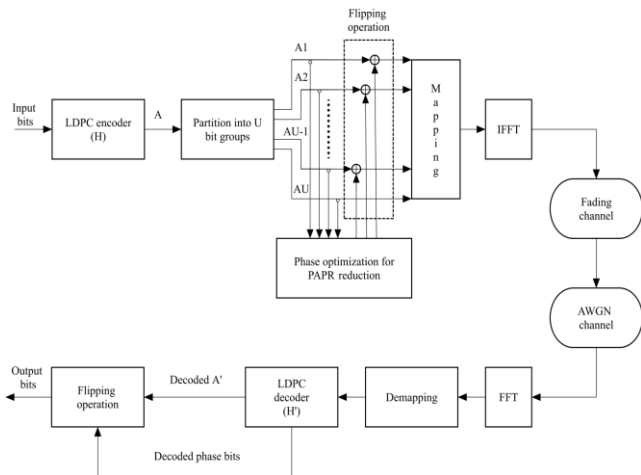 Flipping
operation
A1
A2
AU-1
AU
Input
bits
LDPC encoder
(H)
A
Partition into U
bit groups
M
a
p
p
i
n
g
IFFT
Phase optimization for
PAPR reduction
Fading
channel
AWGN
channel
Output
bits
Flipping
operation
Decoded A'
LDPC
decoder
(H')
Demapping
FFT
Decoded phase bits